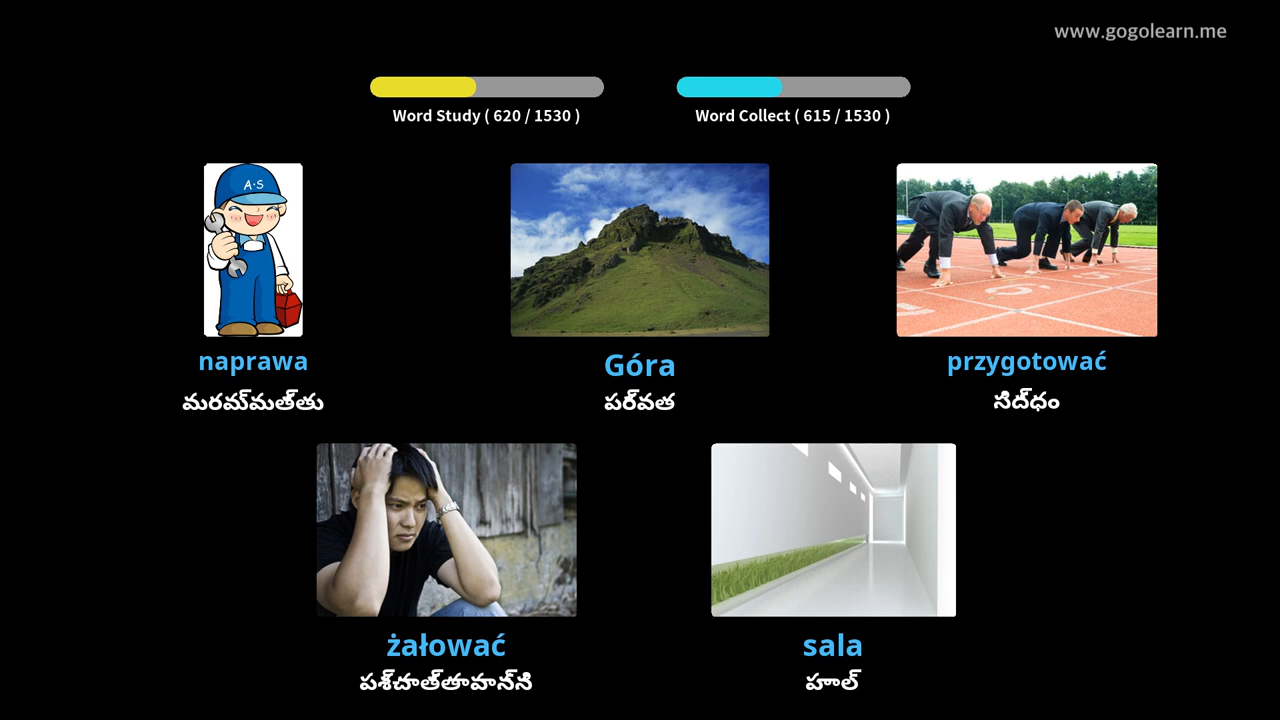 www.gogolearn.me
Word Study ( 620 / 1530 )
Word Collect ( 615 / 1530 )
A·S
naprawa
Góra
przygotować
మరమ్‌మత్‌తు
పర్‌వత
సిద్‌ధం
żałować
sala
పశ్‌చాత్‌తావాన్‌ని
హాల్